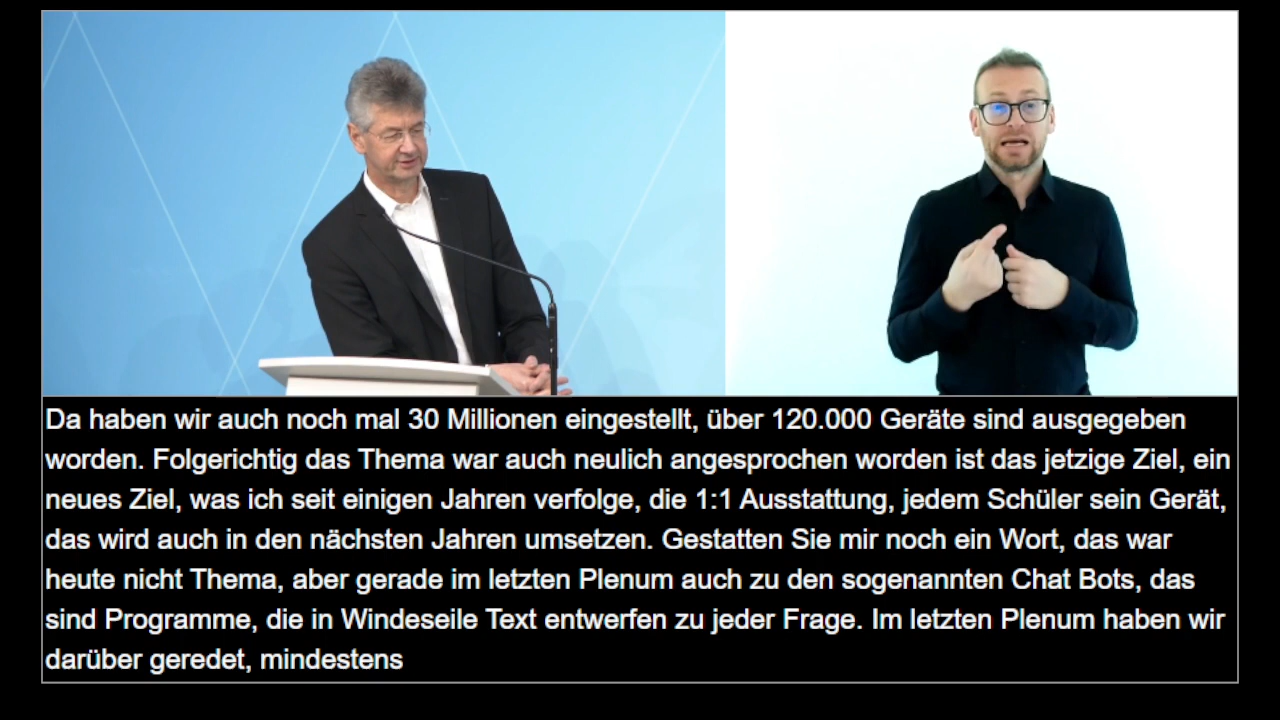 Da haben wir auch noch mal 30 Millionen eingestellt, über 120.000 Geräte sind ausgegeben
worden. Folgerichtig das Thema war auch neulich angesprochen worden ist das jetzige Ziel, ein
neues Ziel, was ich seit einigen Jahren verfolge, die 1:1 Ausstattung, jedem Schüler sein Gerät,
das wird auch in den nächsten Jahren umsetzen. Gestatten Sie mir noch ein Wort, das war
heute nicht Thema, aber gerade im letzten Plenum auch zu den sogenannten Chat Bots, das
sind Programme, die in Windeseile Text entwerfen zu jeder Frage. Im letzten Plenum haben wir
darüber geredet, mindestens